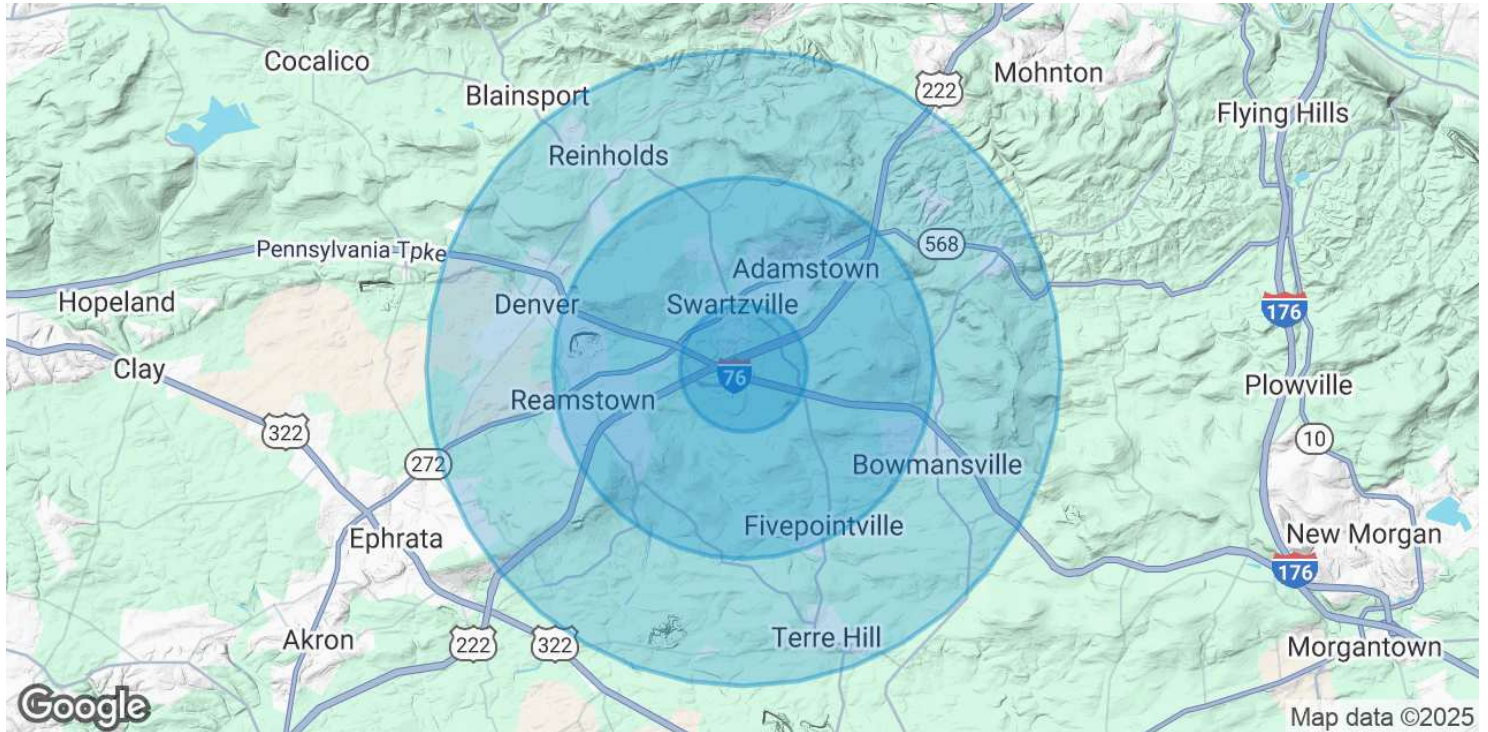 Cocalico
Mohnton
222
Blainsport
Flying Hills
Reinholds
568
Pennsylvania Tpke
Adamstown
Hopeland
Denver
Swartzville
176
Clay
76
Plowville
Reamstown
322
10
272
Bowmansville
Fivepointville
Ephrata
New Morgan
176
Akron
222
322
Terre Hill
Morgantown
Google
Map data ©2025